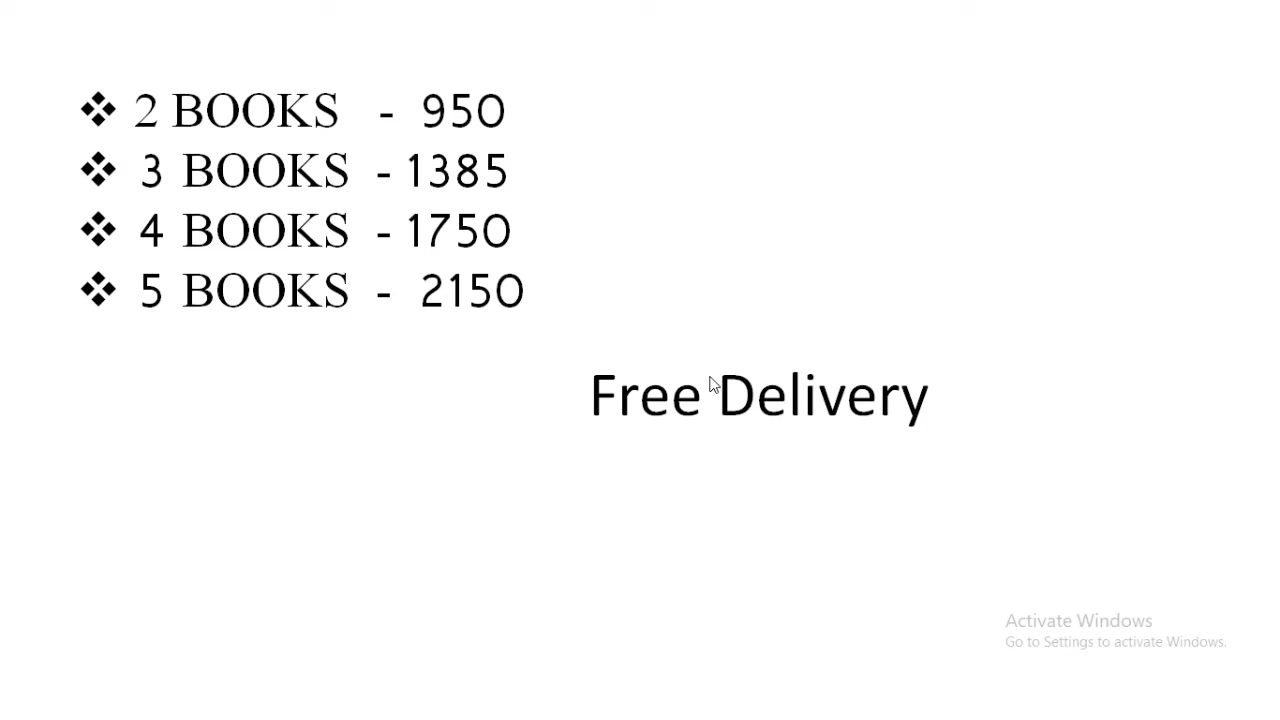 ❖ 2 BOOKS - 950
❖ 3 BOOKS - 1385
❖ 4 BOOKS - 1750
❖ 5 BOOKS - 2150
Free Delivery
Activate Windows
Go to Settings to activate Windows.